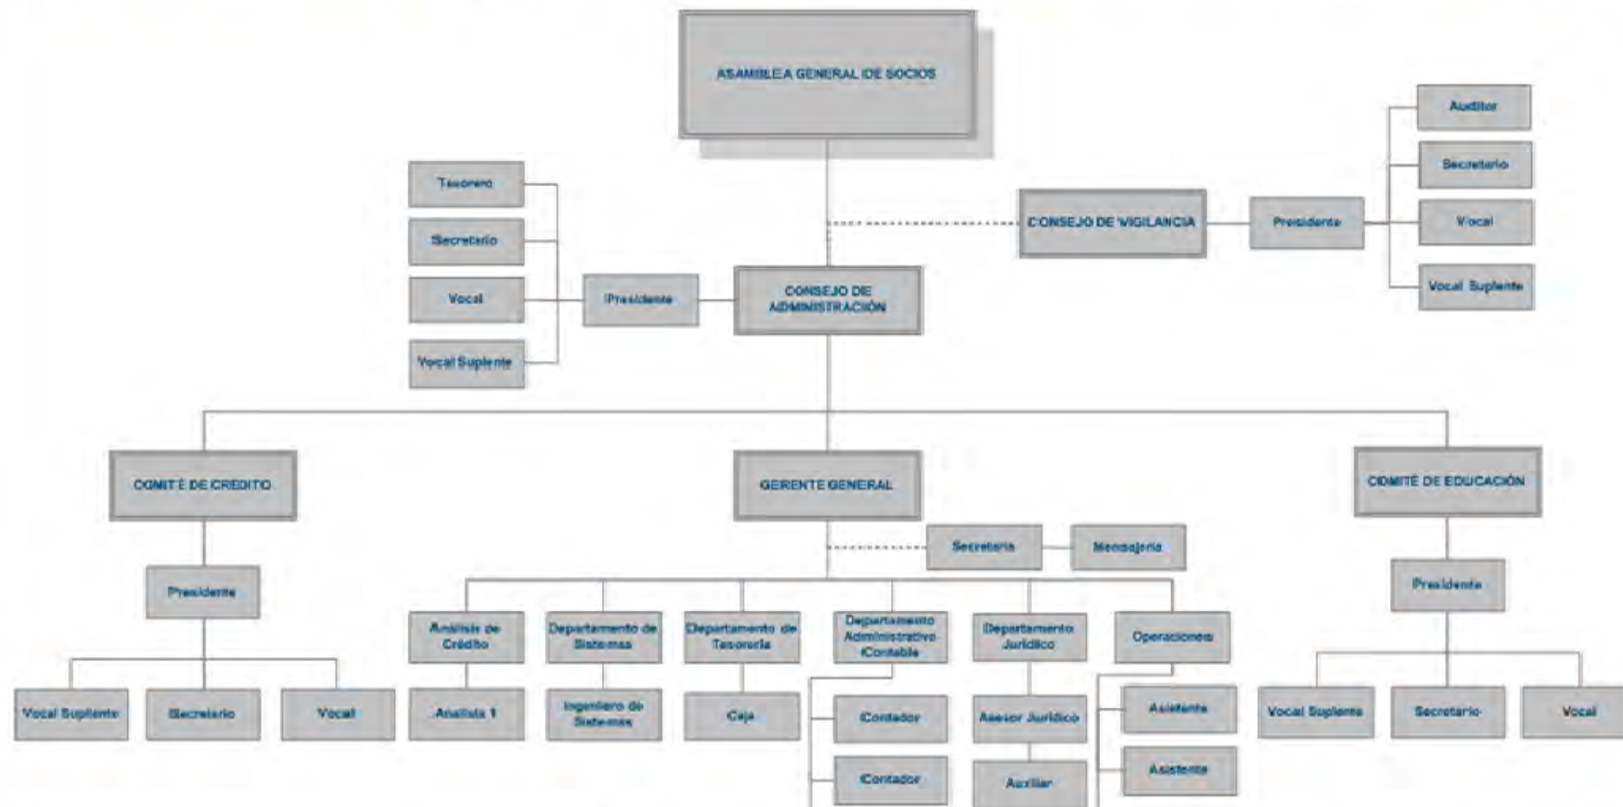 ASAMBLEA GENERAL DE SOCIOS
Auditor
Secretario
Vocal
Vocal Suplente
CONSEJO DE VIGILANCIA
Presidente
Tesorero
Secretario
Vocal
Vocal Suplente
Presidente
CONSEJO DE
ADMINISTRACIÓN
COMITÉ DE CRÉDITO
GERENTE GENERAL
COMITÉ DE EDUCACIÓN
Secretaria
Mensajería
Presidente
Presidente
Análisis de
Crédito
Departamento de
Sistemas
Departamento de
Tesorería
Departamento
Administrativo
Contable
Departamento
Jurídico
Operaciones
Vocal Suplente
Secretario
Vocal
Analista 1
Ingeniero de
Sistemas
Caja
Contador
Asesor Jurídico
Asistente
Vocal Suplente
Secretario
Vocal
Contador
Auxiliar
Asistente